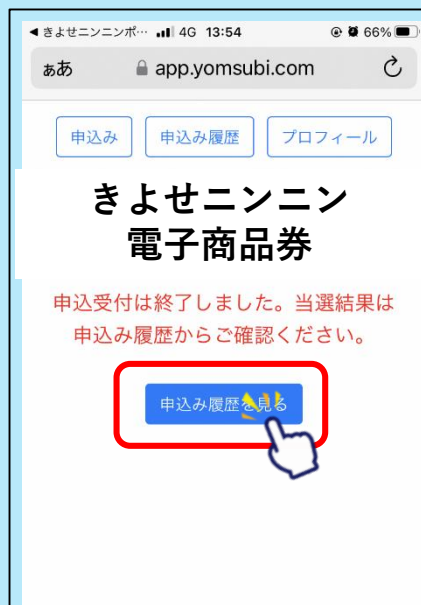 ◀ きよせニンニンポ… 4G 13:54 66%
ぁあ app.yomsubi.com
申込み 申込み履歴 プロフィール
きよせニンニン
電子商品券
申込受付は終了しました。当選結果は
申込み履歴からご確認ください。
申込み履歴を見る